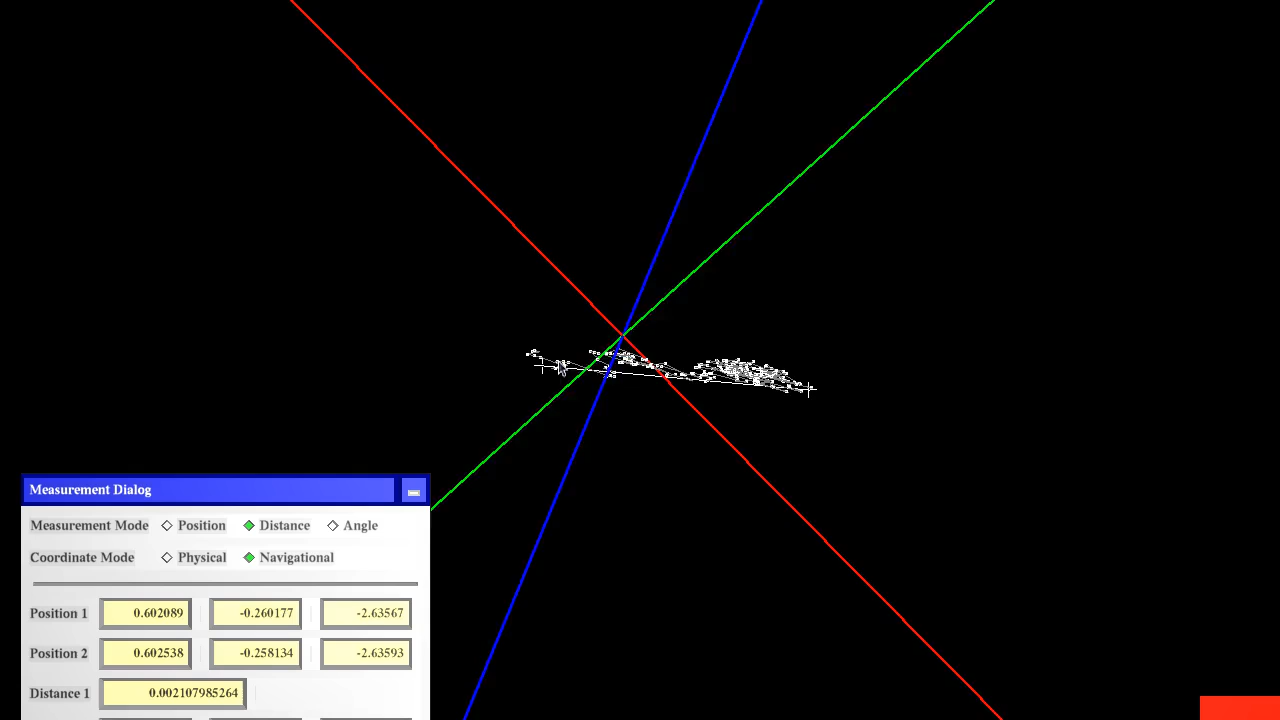 Measurement Dialog
Measurement Mode Position Distance Angle
Coordinate Mode Physical Navigational
Position 1 0.602089 -0.260177 -2.63567
Position 2 0.602538 -0.258134 -2.63593
Distance 1 0.002107985264